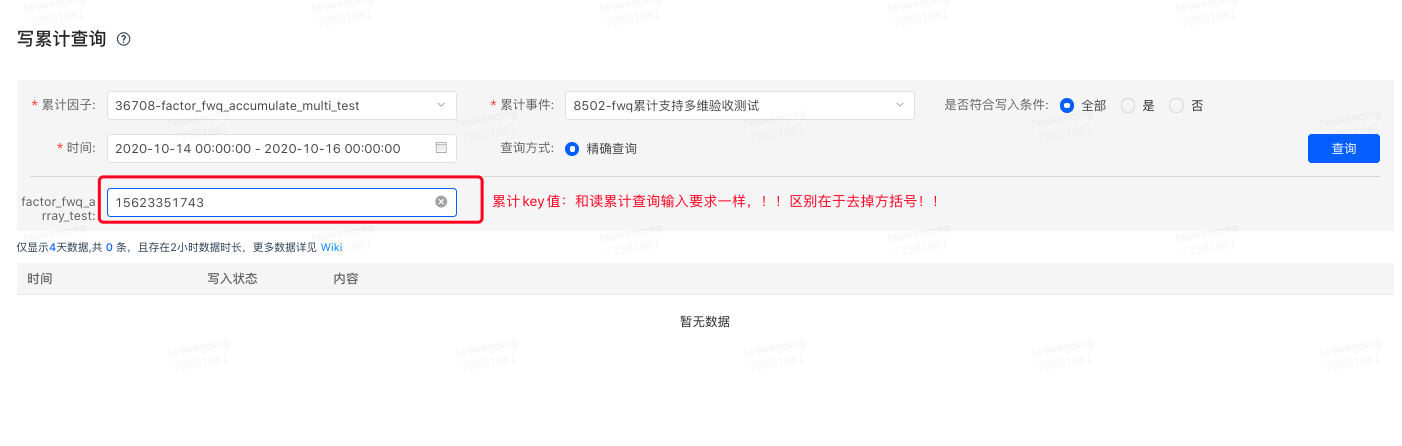 写累计查询
* 累计因子: 36708-factor_fwq_accumulate_multi_test * 累计事件: 8502-fwq累计支持多维验收测试 是否符合写入条件: 全部 是 否
* 时间: 2020-10-14 00:00:00 - 2020-10-16 00:00:00 查询方式: 精确查询 查询
factor_fwq_a
rray_test: 15623351743 累计key值：和读累计查询输入要求一样，！！区别在于去掉方括号！！
仅显示4天数据,共 0 条，且存在2小时数据时长，更多数据详见 Wiki
时间 写入状态 内容
暂无数据
fanwenqing
73501661